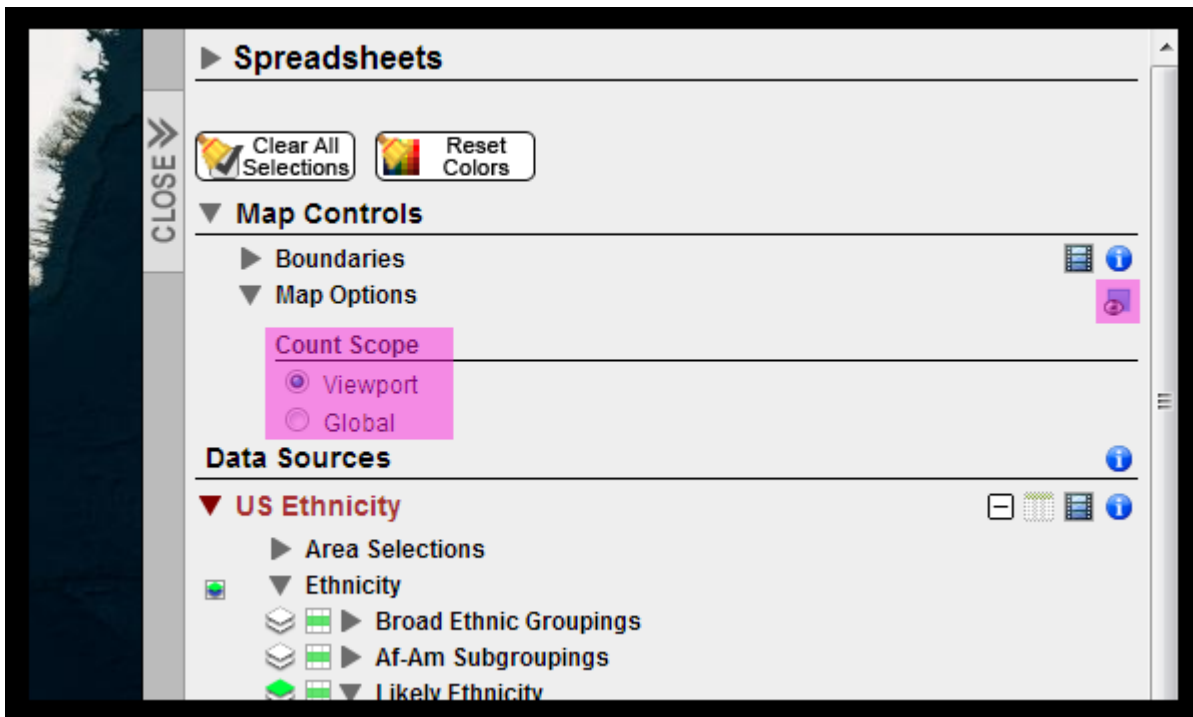 Spreadsheets
CLOSE
Clear All
Selections
Reset
Colors
Map Controls
Boundaries
Map Options
Count Scope
Viewport
Global
Data Sources
US Ethnicity
Area Selections
Ethnicity
Broad Ethnic Groupings
Af-Am Subgroupings
Likely Ethnicity